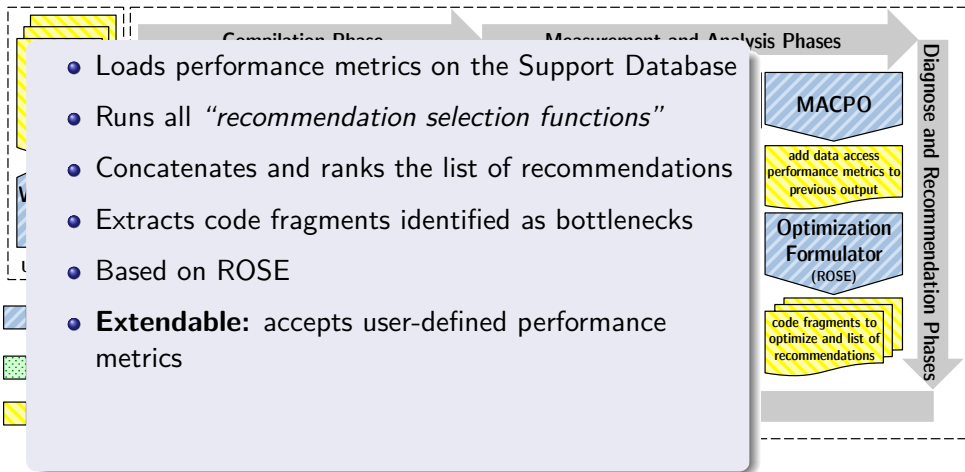 Compilation Phase
Measurement and Analysis Phases
Loads performance metrics on the Support Database
Runs all “recommendation selection functions”
Concatenates and ranks the list of recommendations
Extracts code fragments identified as bottlenecks
Based on ROSE
Extendable: accepts user-defined performance
metrics
MACPO
add data access
performance metrics to
previous output
Optimization
Formulator
(ROSE)
code fragments to
optimize and list of
recommendations
Diagnose and Recommendation Phases